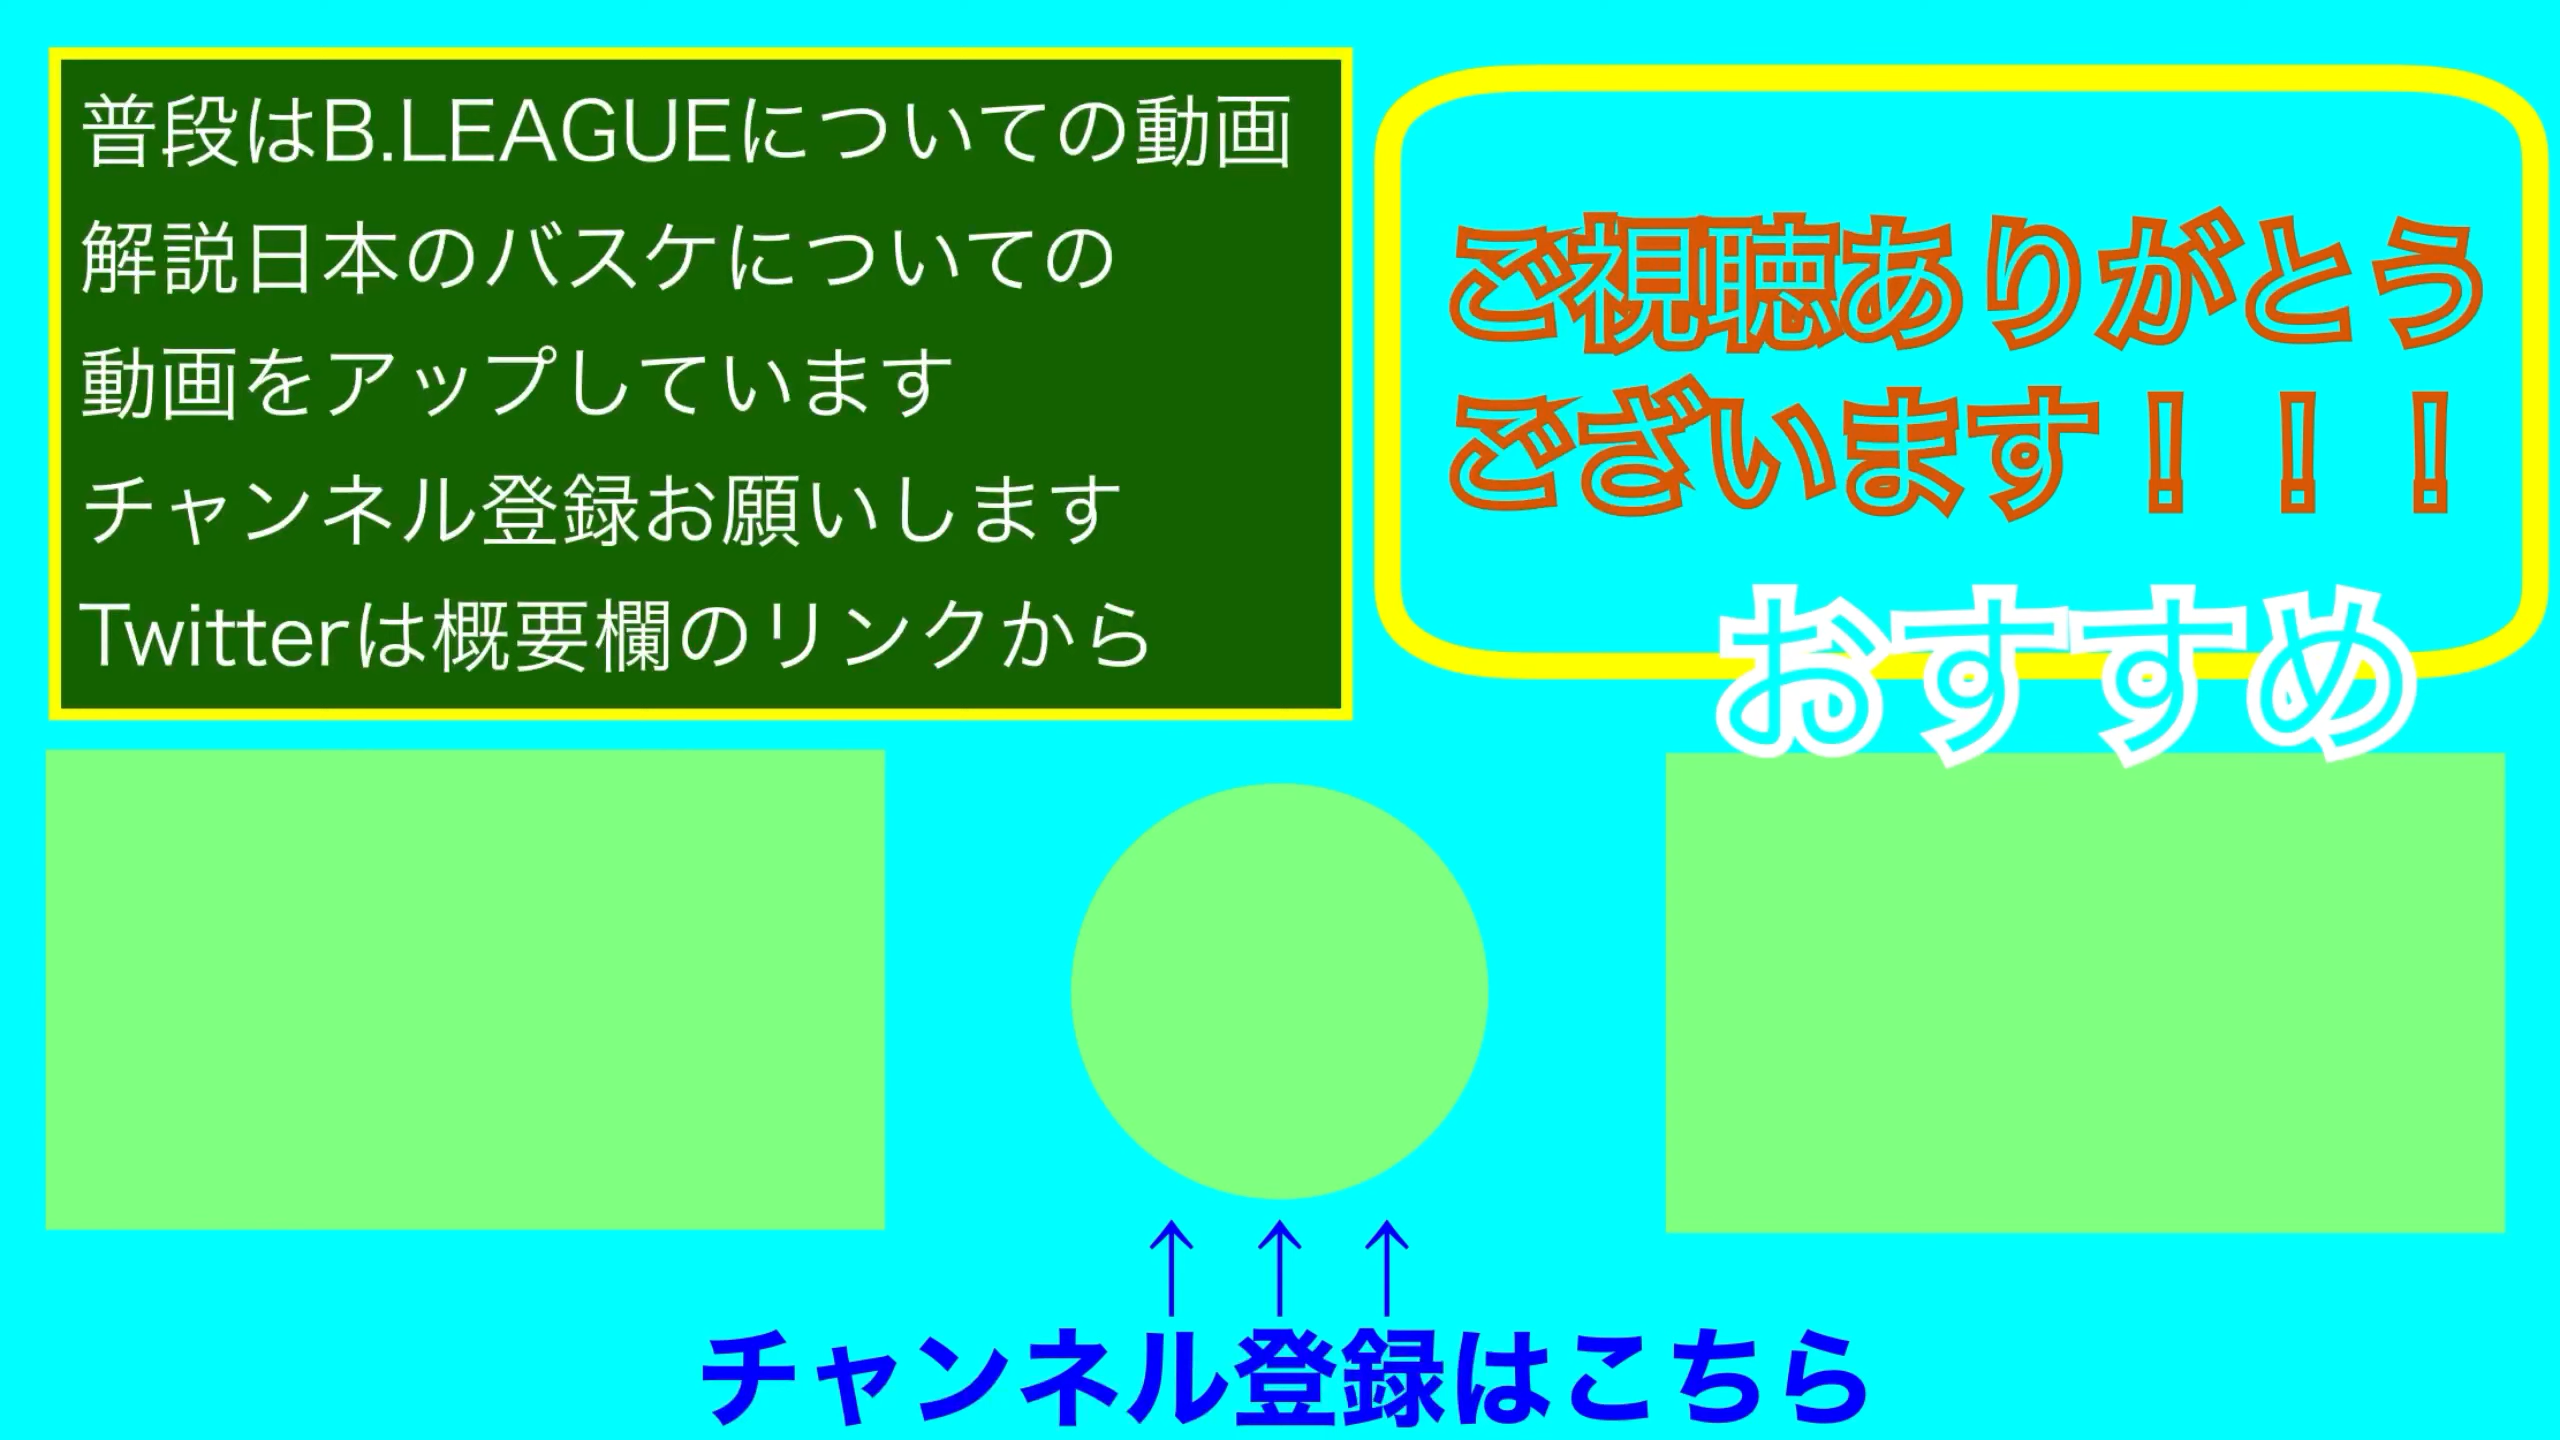 普段はB.LEAGUEについての動画
解説日本のバスケについての
動画をアップしています
チャンネル登録お願いします
Twitterは概要欄のリンクから
ご視聴ありがとう
ございます！！！
おすすめ
↑ ↑ ↑
チャンネル登録はこちら